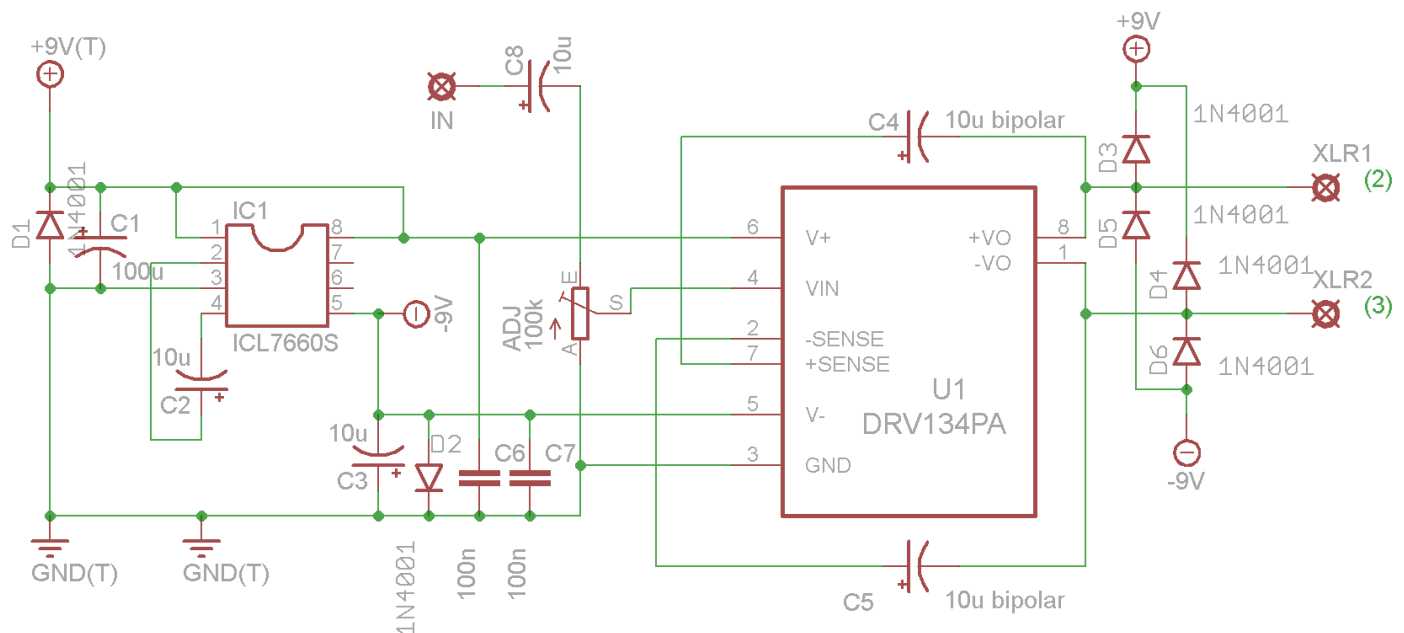 +9V(T)
D1
1N4001
C1
100u
IC1
1
2
3
4
8
7
6
5
ICL7660S
10u
C2
-9V
IN
C8
10u
ADJ
100k
E
S
A
10u
C3
D2
1N4001
C6
100n
C7
100n
GND(T)
GND(T)
C4
10u bipolar
6
V+
4
VIN
2
-SENSE
7
+SENSE
5
V-
3
GND
+VO
8
-VO
1
U1
DRV134PA
C5
10u bipolar
+9V
D3
1N4001
D5
1N4001
D4
1N4001
D6
1N4001
XLR1
(2)
XLR2
(3)
-9V